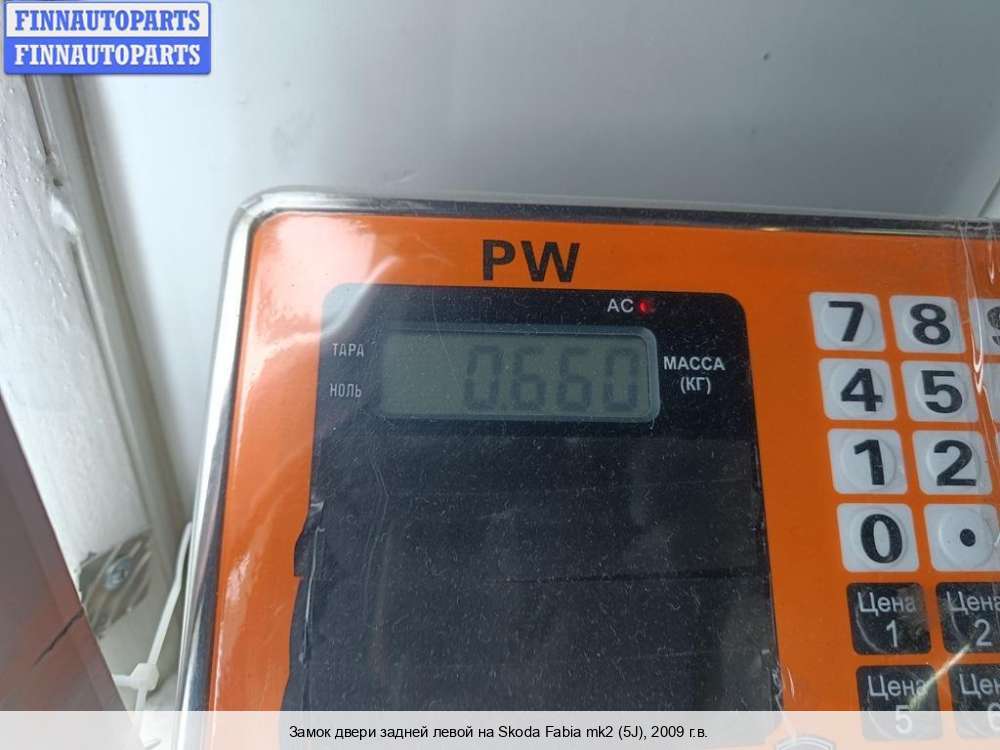 FINNAUTOPARTS
FINNAUTOPARTS
PW
AC
ТАРА
НОЛЬ
0.660
МАССА
(КГ)
7 8
4 5
1 2
0 .
Цена 1 Цена 2
Цена 5
Замок двери задней левой на Skoda Fabia mk2 (5J), 2009 г.в.